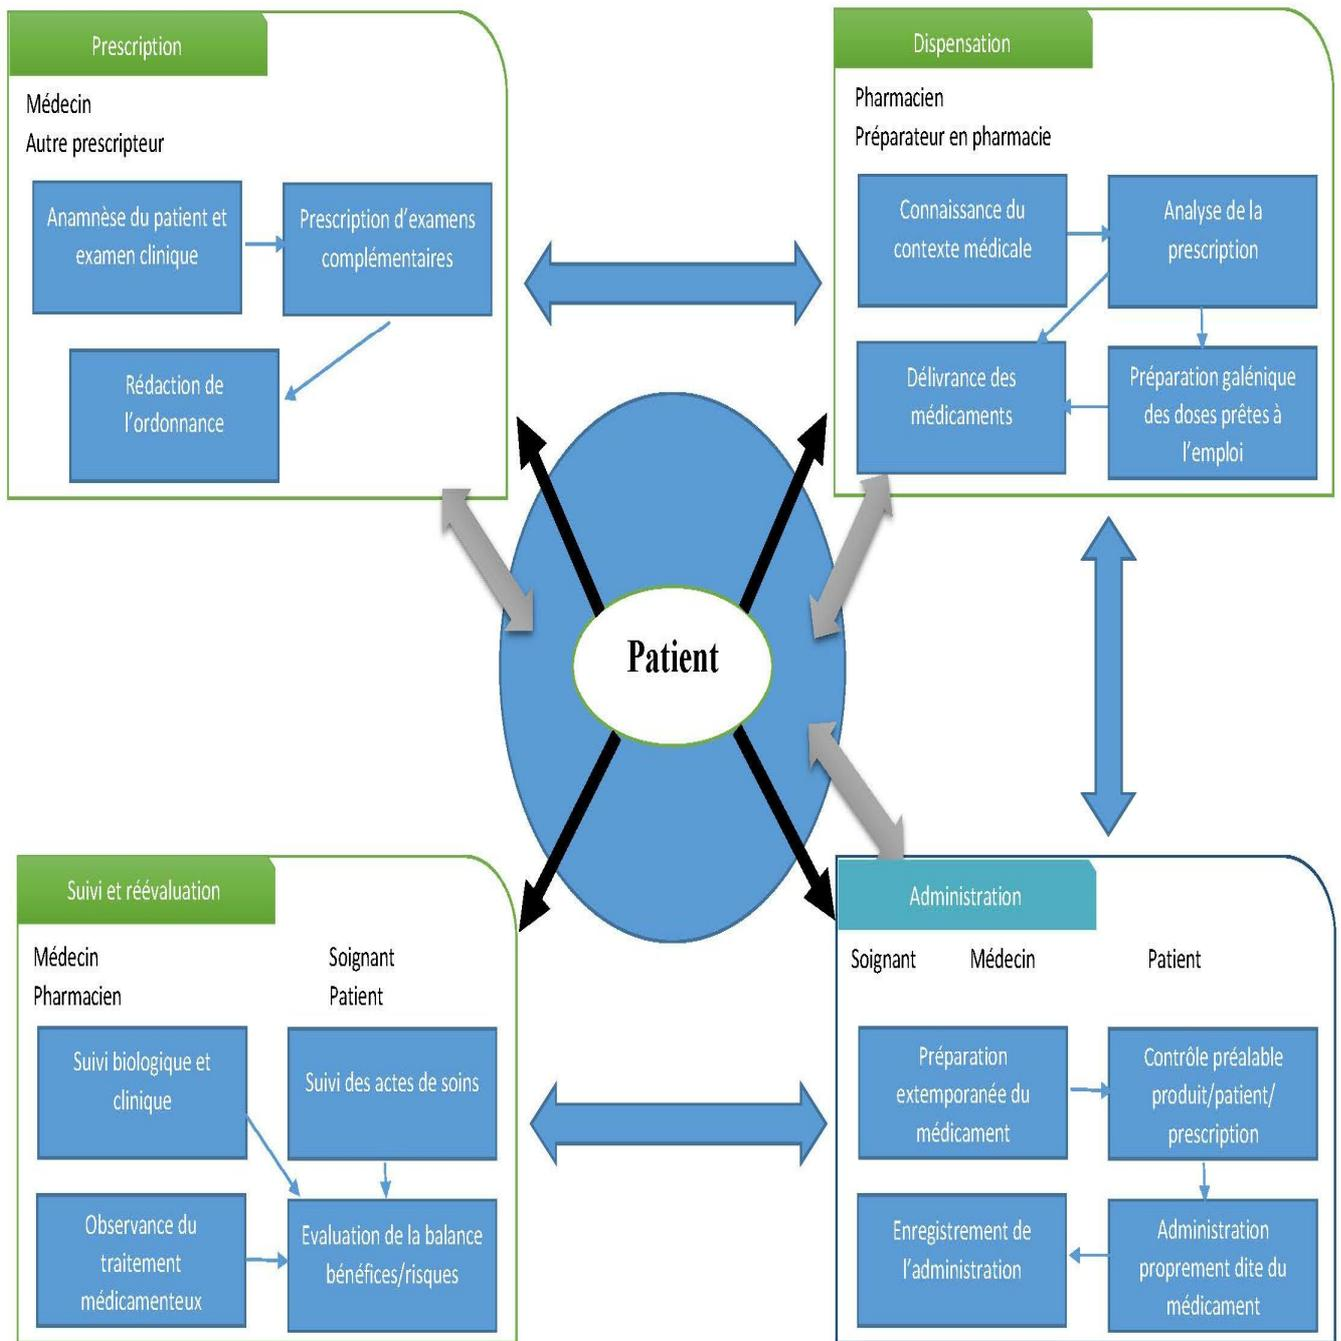 Prescription
Médecin
Autre prescripteur
Anamnèse du patient et
examen clinique
Prescription d'examens
complémentaires
Rédaction de
l'ordonnance
Dispensation
Pharmacien
Préparateur en pharmacie
Connaissance du
contexte médicale
Analyse de la
prescription
Délivrance des
médicaments
Préparation galénique
des doses prêtes à
l'emploi
Patient
Suivi et réévaluation
Médecin
Soignant
Pharmacien
Patient
Suivi biologique et
clinique
Suivi des actes de soins
Observance du
traitement
médicamenteux
Evaluation de la balance
bénéfices/risques
Administration
Soignant Médecin Patient
Préparation
extemporanée du
médicament
Contrôle préalable
produit/patient/
prescription
Enregistrement de
l'administration
Administration
proprement dite du
médicament